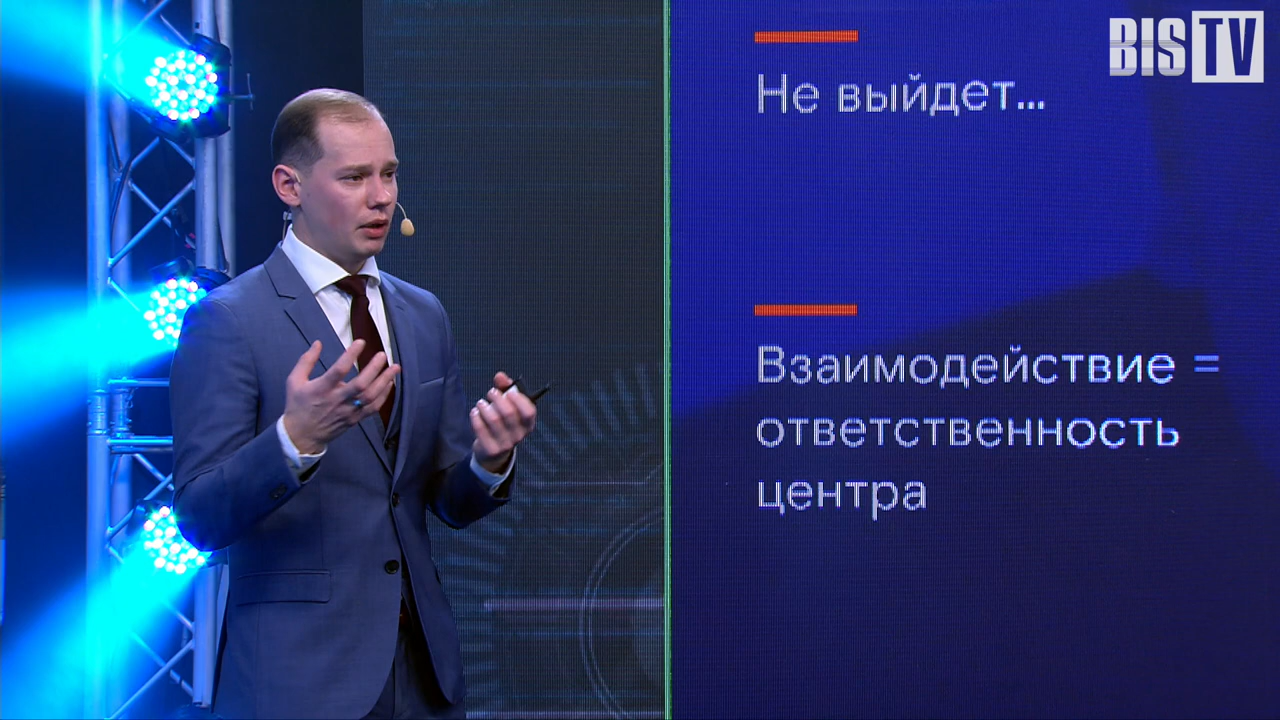 BIS TV
Не выйдет...
Взаимодействие =
ответственность
центра